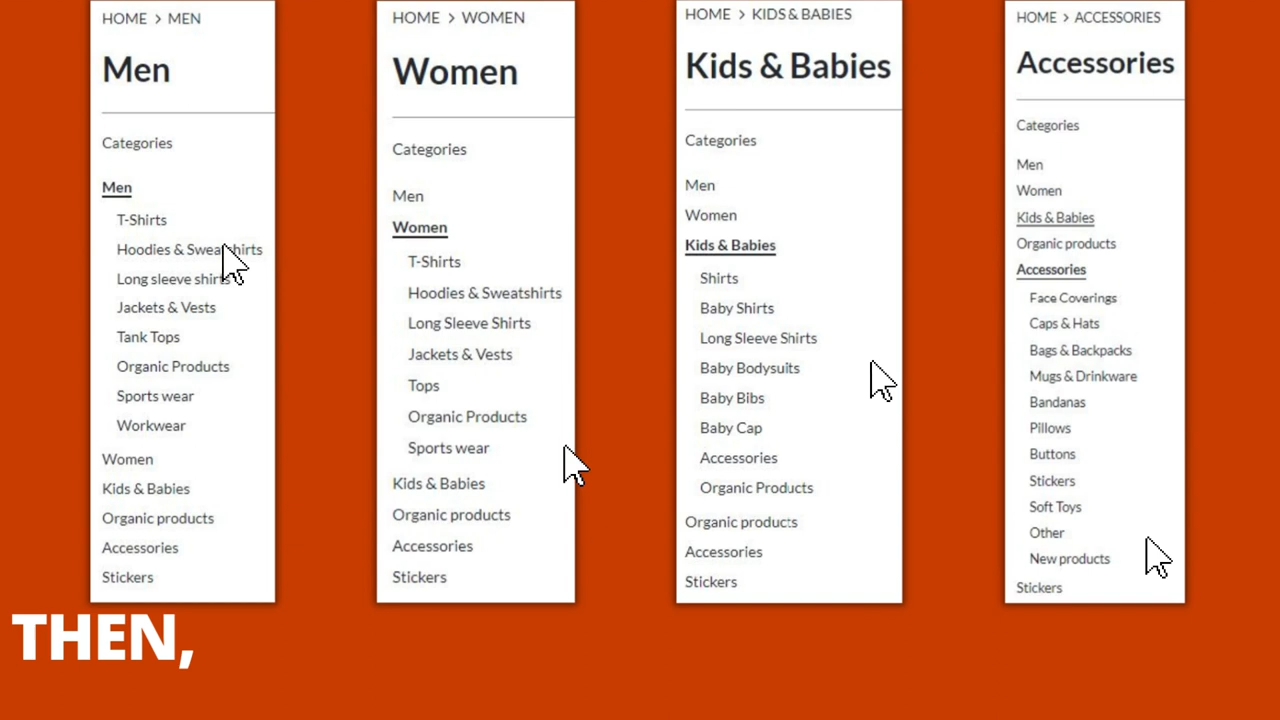 HOME > MEN
Men
Categories
Men
T-Shirts
Hoodies & Sweatshirts
Long sleeve shirts
Jackets & Vests
Tank Tops
Organic Products
Sports wear
Workwear
Women
Kids & Babies
Organic products
Accessories
Stickers
HOME > WOMEN
Women
Categories
Men
Women
T-Shirts
Hoodies & Sweatshirts
Long Sleeve Shirts
Jackets & Vests
Tops
Organic Products
Sports wear
Kids & Babies
Organic products
Accessories
Stickers
HOME > KIDS & BABIES
Kids & Babies
Categories
Men
Women
Kids & Babies
Shirts
Baby Shirts
Long Sleeve Shirts
Baby Bodysuits
Baby Bibs
Baby Cap
Accessories
Organic Products
Organic products
Accessories
Stickers
HOME > ACCESSORIES
Accessories
Categories
Men
Women
Kids & Babies
Organic products
Accessories
Face Coverings
Caps & Hats
Bags & Backpacks
Mugs & Drinkware
Bandanas
Pillows
Buttons
Stickers
Soft Toys
Other
New products
Stickers
THEN,